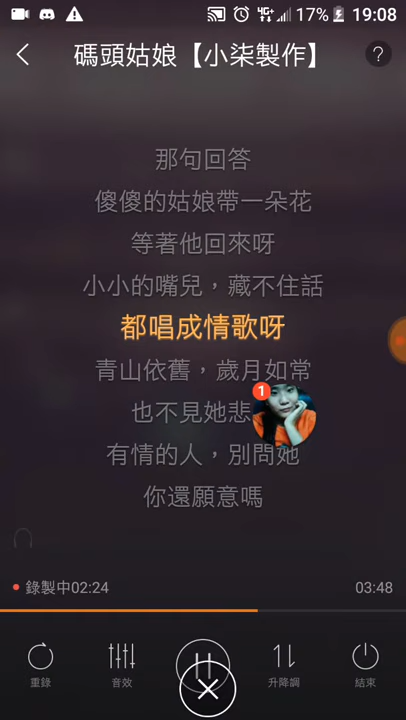 4G+ 17% 19:08
碼頭姑娘【小柒製作】 ?
那句回答
傻傻的姑娘帶一朵花
等著他回來呀
小小的嘴兒，藏不住話
都唱成情歌呀
青山依舊，歲月如常
1
也不見她悲
有情的人，別問她
你還願意嗎
錄製中02:24 03:48
重錄 音效 升降調 結束